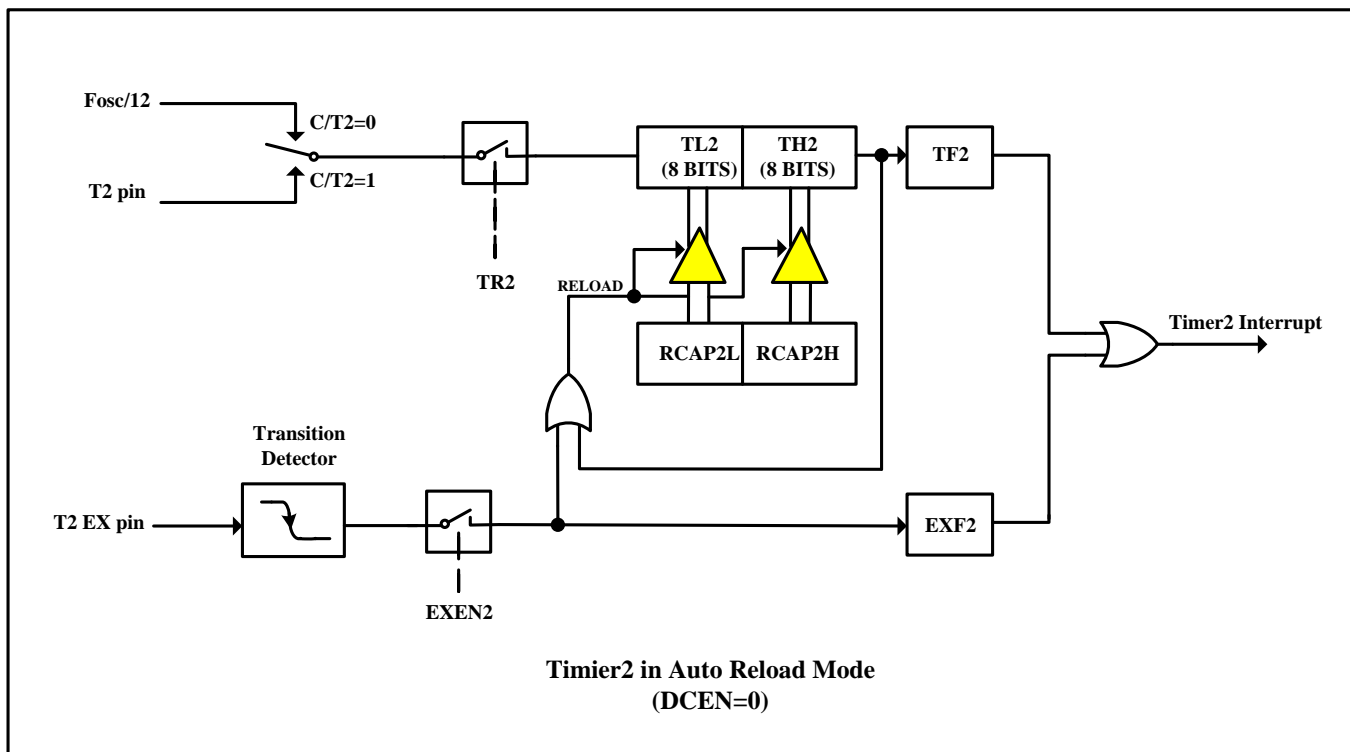 Fosc/12
C/T2=0
T2 pin
C/T2=1
TR2
TL2
(8 BITS)
TH2
(8 BITS)
TF2
RELOAD
RCAP2L
RCAP2H
Timer2 Interrupt
Transition
Detector
T2 EX pin
EXEN2
EXF2
Timier2 in Auto Reload Mode
(DCEN=0)